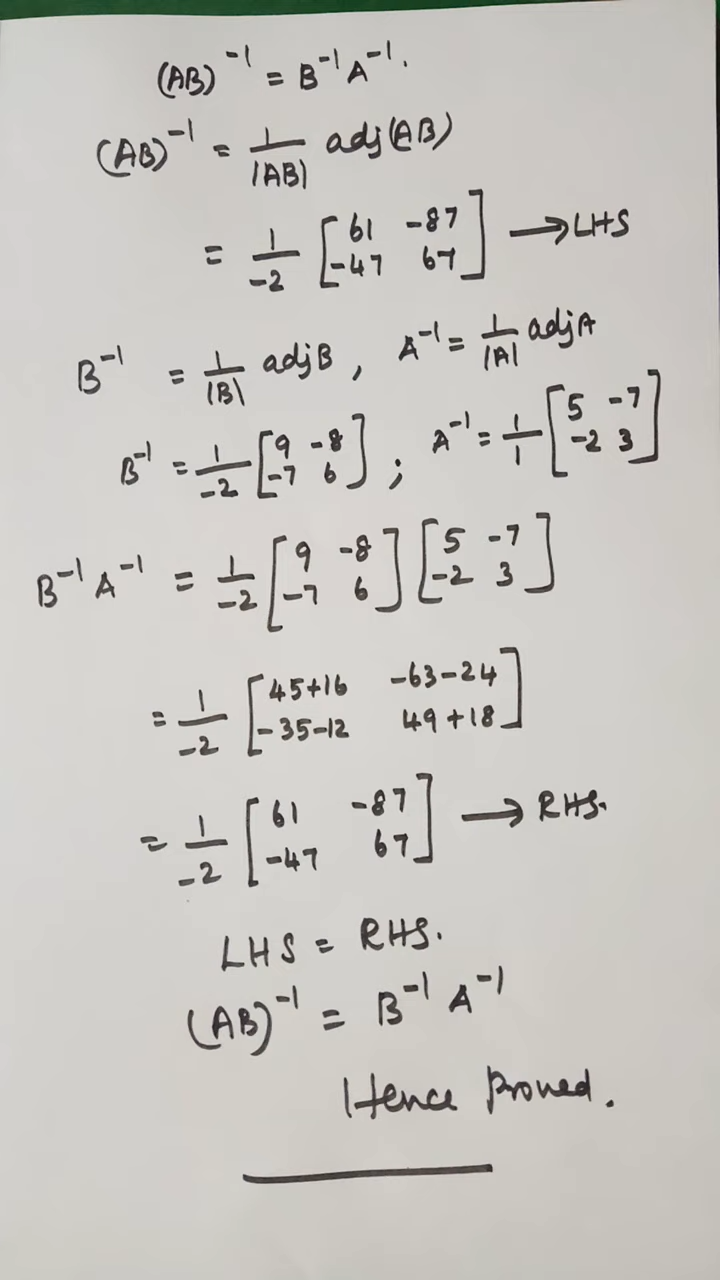 (AB)⁻¹ = B⁻¹A⁻¹.
(AB)⁻¹ = 1/|AB| adj(AB)
= 1/-2 [61 -87; -47 67] → LHS
B⁻¹ = 1/|B| adjB, A⁻¹ = 1/|A| adjA
B⁻¹ = 1/-2 [9 -8; -7 6]; A⁻¹ = 1/1 [5 -7; -2 3]
B⁻¹A⁻¹ = 1/-2 [9 -8; -7 6] [5 -7; -2 3]
= 1/-2 [45+16 -63-24; -35-12 49+18]
= 1/-2 [61 -87; -47 67] → RHS.
LHS = RHS.
(AB)⁻¹ = B⁻¹ A⁻¹
Hence Proved.